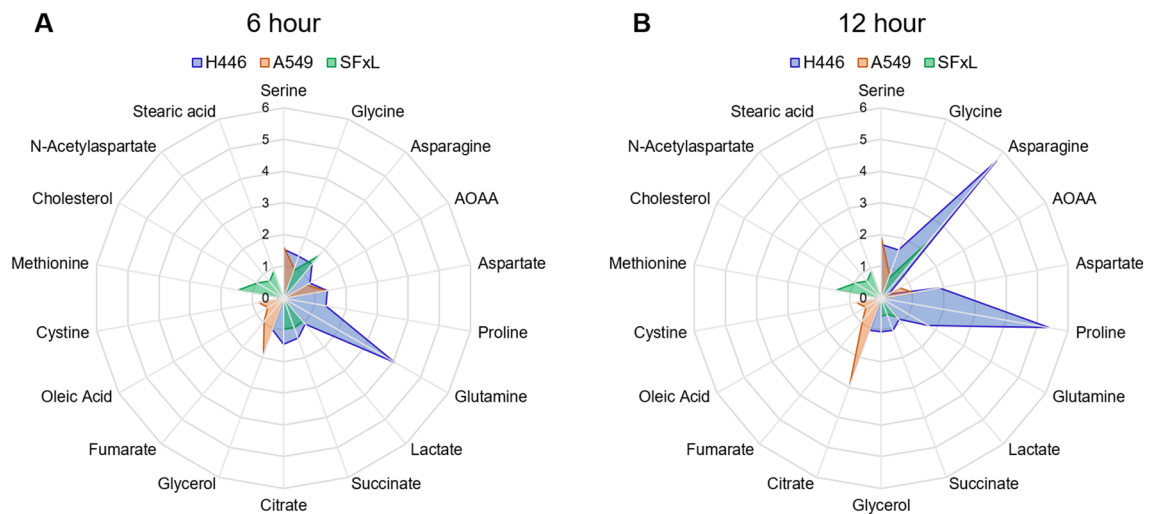 A
6 hour
H446 A549 SFxL
Serine
Glycine
Asparagine
AOAA
Aspartate
Proline
Glutamine
Lactate
Succinate
Citrate
Glycerol
Fumarate
Oleic Acid
Cystine
Methionine
Cholesterol
N-Acetylaspartate
Stearic acid
6
5
4
3
2
1
0
B
12 hour
H446 A549 SFxL
Serine
Glycine
Asparagine
AOAA
Aspartate
Proline
Glutamine
Lactate
Succinate
Glycerol
Citrate
Fumarate
Oleic Acid
Cystine
Methionine
Cholesterol
N-Acetylaspartate
Stearic acid
6
5
4
3
2
1
0